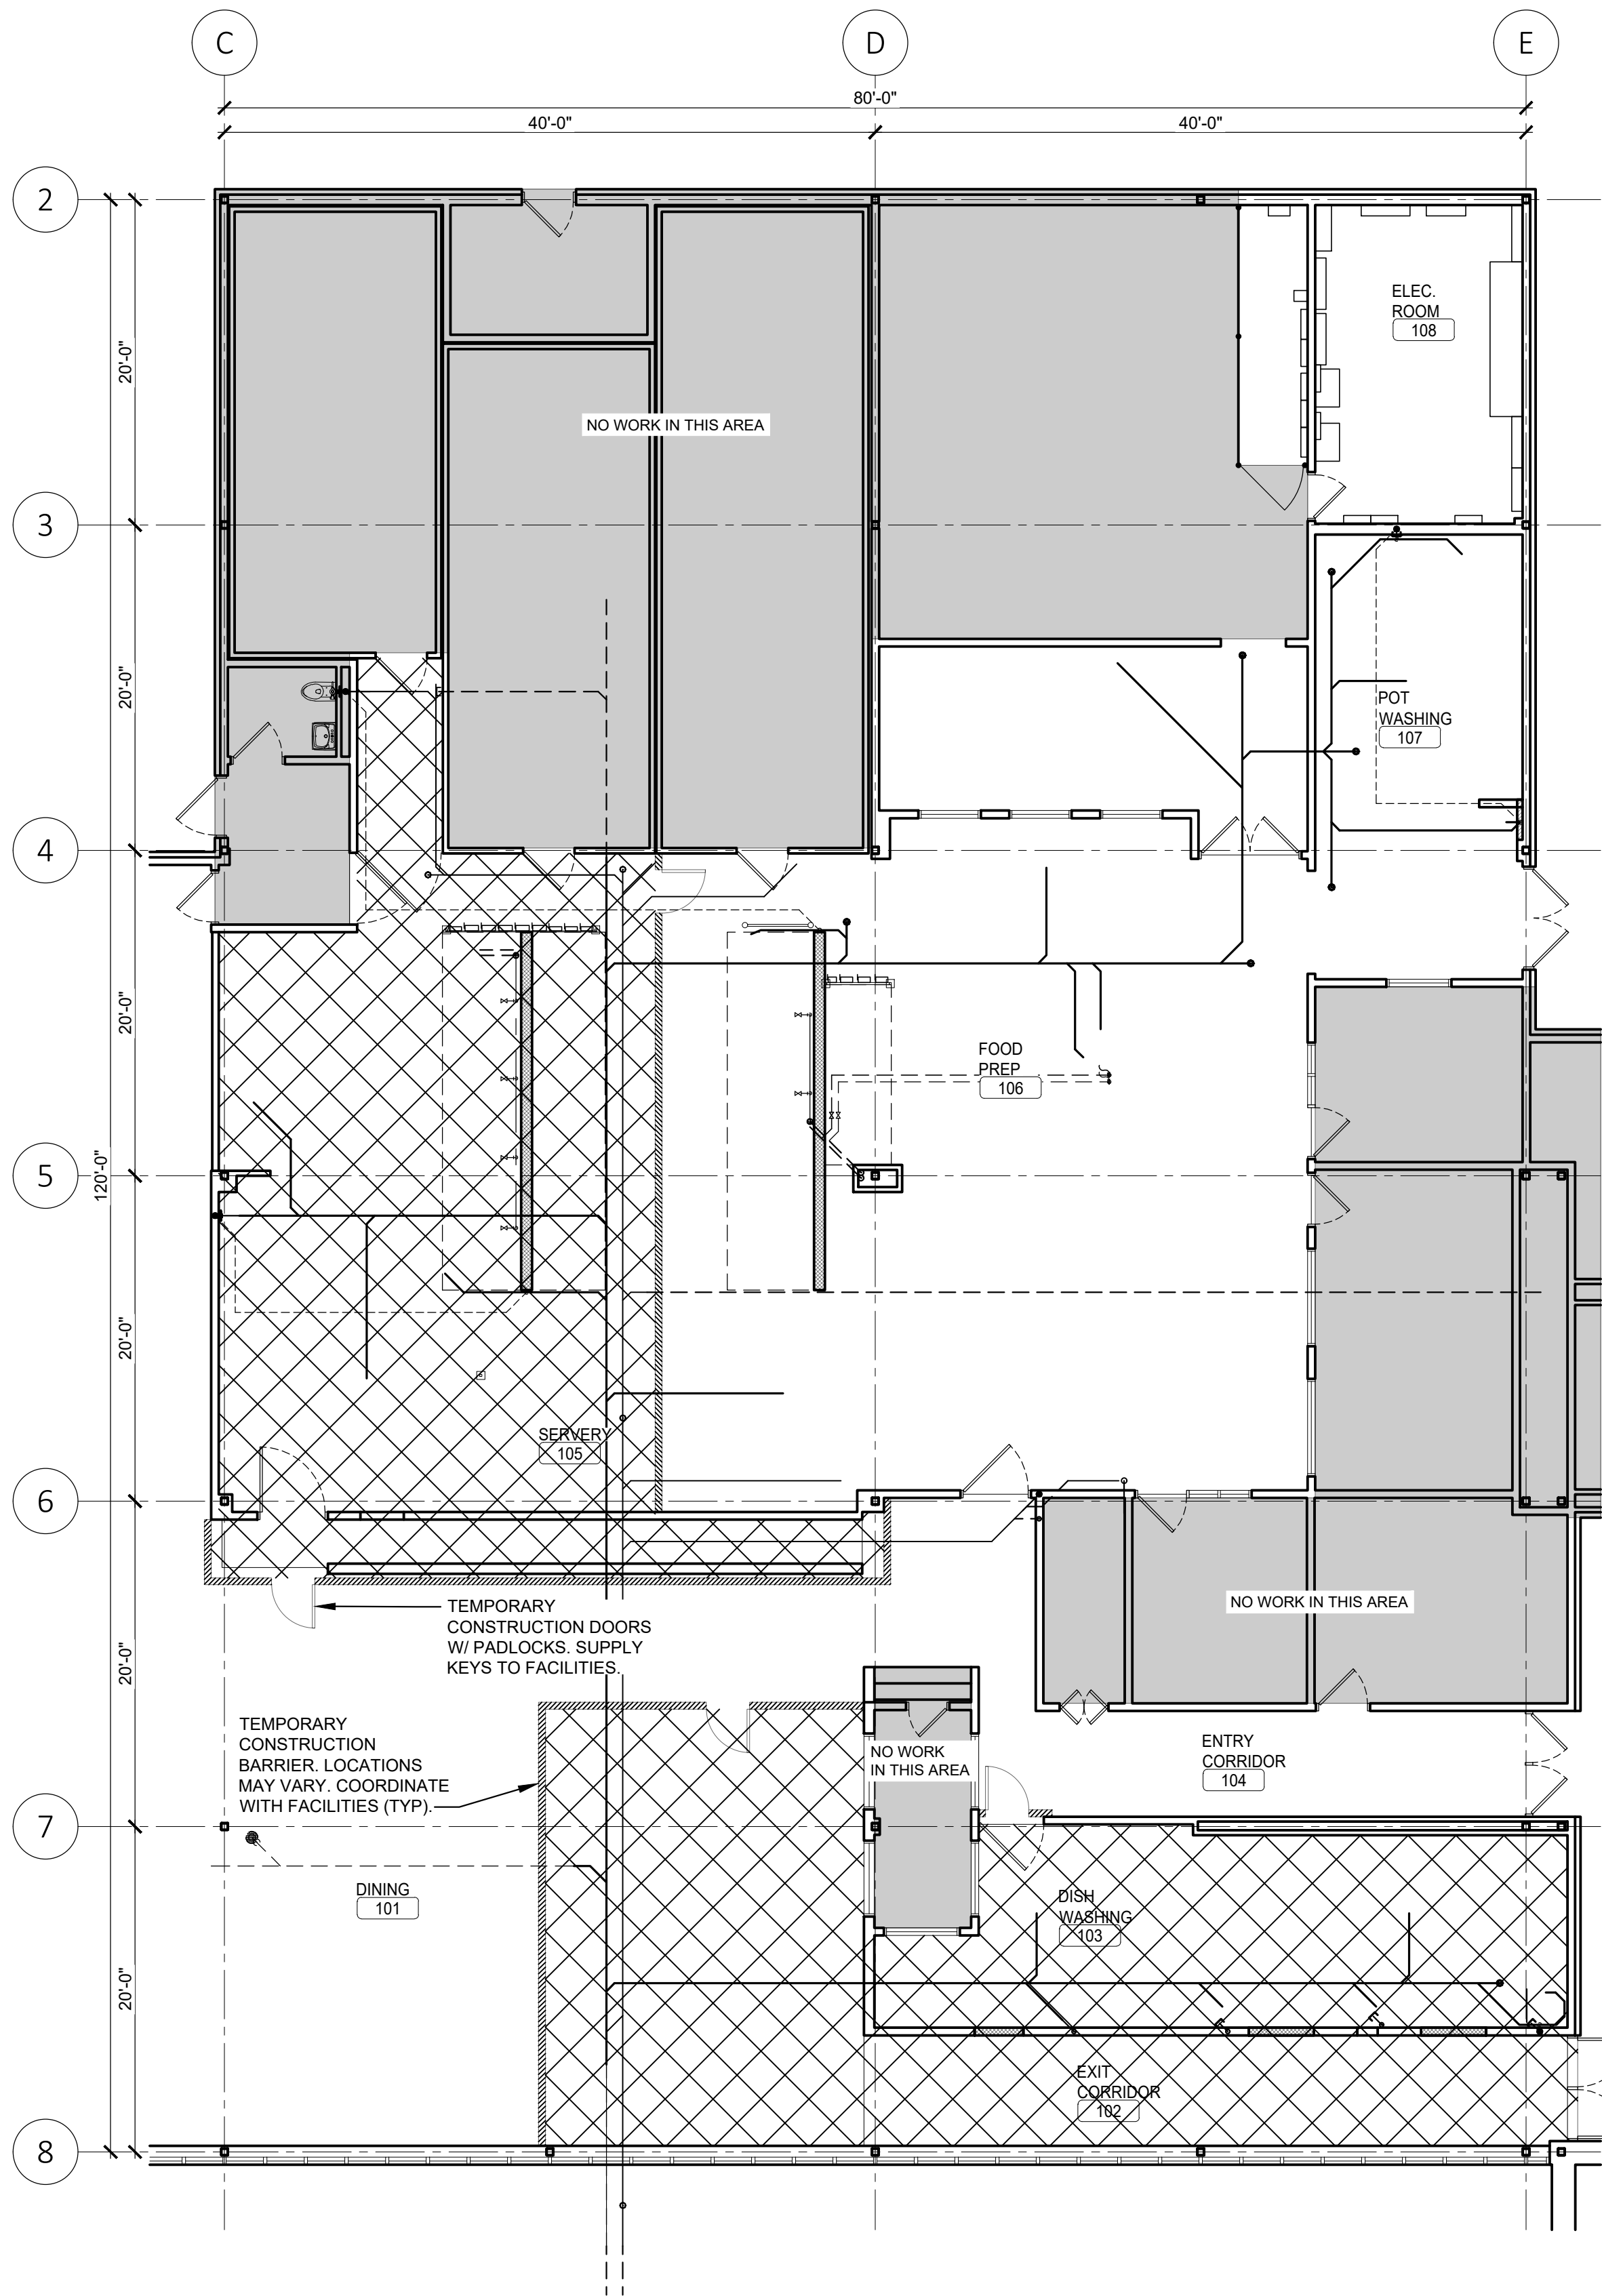 C
D
E
80'-0"
40'-0"
40'-0"
2
20'-0"
ELEC.
ROOM
108
NO WORK IN THIS AREA
3
20'-0"
POT
WASHING
107
4
20'-0"
FOOD
PREP
106
5
120'-0"
20'-0"
SERVERY
105
6
20'-0"
TEMPORARY
CONSTRUCTION DOORS
W/ PADLOCKS. SUPPLY
KEYS TO FACILITIES.
NO WORK IN THIS AREA
TEMPORARY
CONSTRUCTION
BARRIER. LOCATIONS
MAY VARY. COORDINATE
WITH FACILITIES (TYP).
NO WORK
IN THIS AREA
ENTRY
CORRIDOR
104
7
20'-0"
DINING
101
DISH
WASHING
103
EXIT
CORRIDOR
102
8